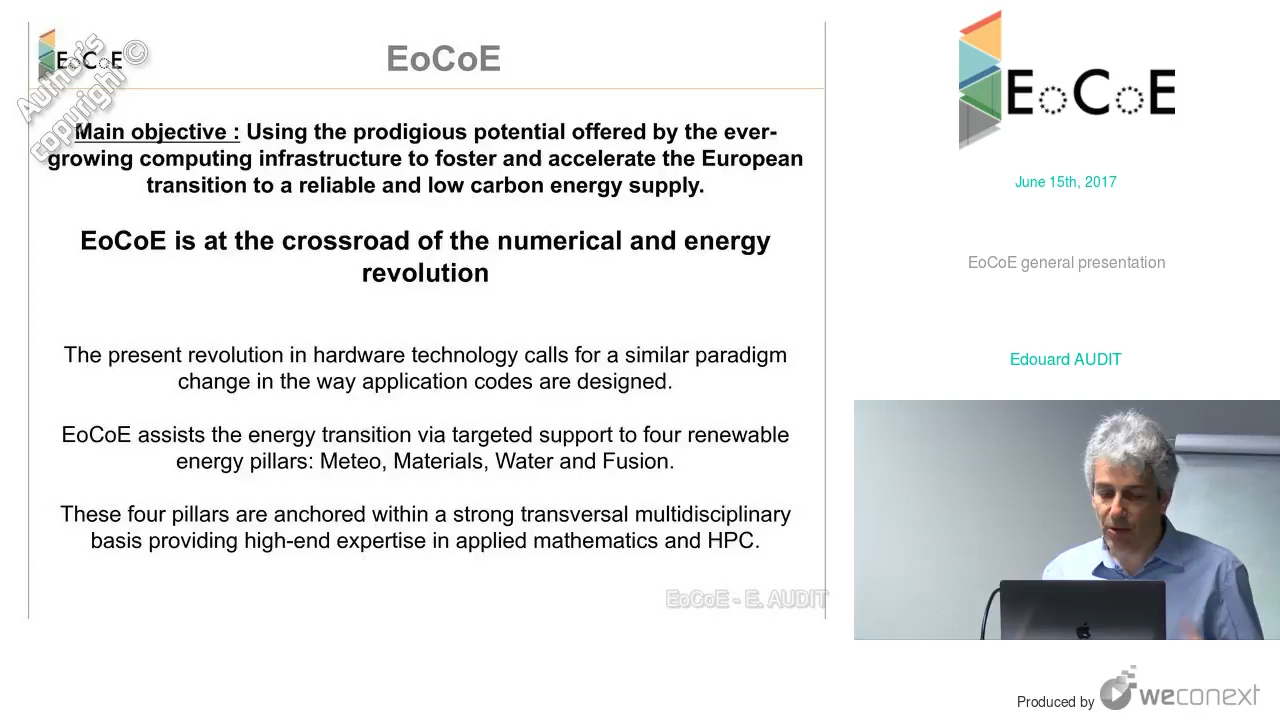 EoCoE
EoCoE
Author's ©
copyright
Main objective : Using the prodigious potential offered by the ever-
growing computing infrastructure to foster and accelerate the European
transition to a reliable and low carbon energy supply.
EoCoE is at the crossroad of the numerical and energy
revolution
The present revolution in hardware technology calls for a similar paradigm
change in the way application codes are designed.
EoCoE assists the energy transition via targeted support to four renewable
energy pillars: Meteo, Materials, Water and Fusion.
These four pillars are anchored within a strong transversal multidisciplinary
basis providing high-end expertise in applied mathematics and HPC.
EoCoE - E. AUDIT
EoCoE
June 15th, 2017
EoCoE general presentation
Edouard AUDIT
Produced by weconext